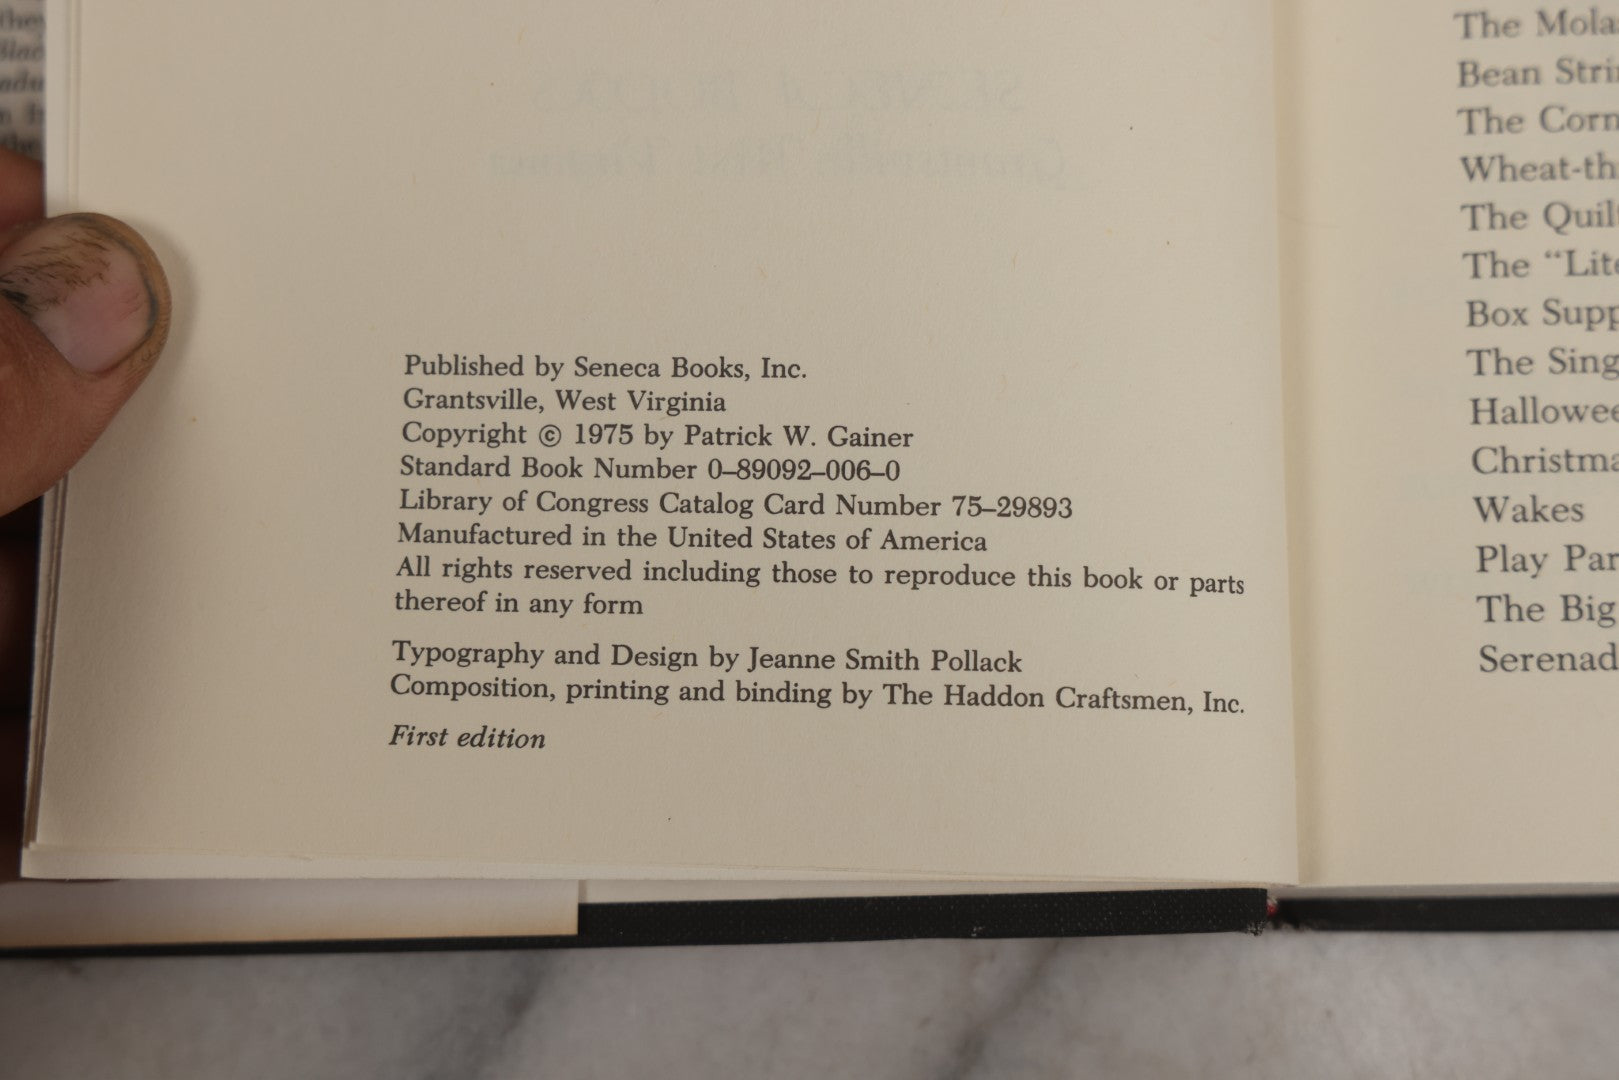 Published by Seneca Books, Inc.
Grantsville, West Virginia
Copyright © 1975 by Patrick W. Gainer
Standard Book Number 0–89092–006–0
Library of Congress Catalog Card Number 75–29893
Manufactured in the United States of America
All rights reserved including those to reproduce this book or parts
thereof in any form
Typography and Design by Jeanne Smith Pollack
Composition, printing and binding by The Haddon Craftsmen, Inc.
First edition
The
Bean
The Corn
The
The
Box
The
Wakes
Play
The Big